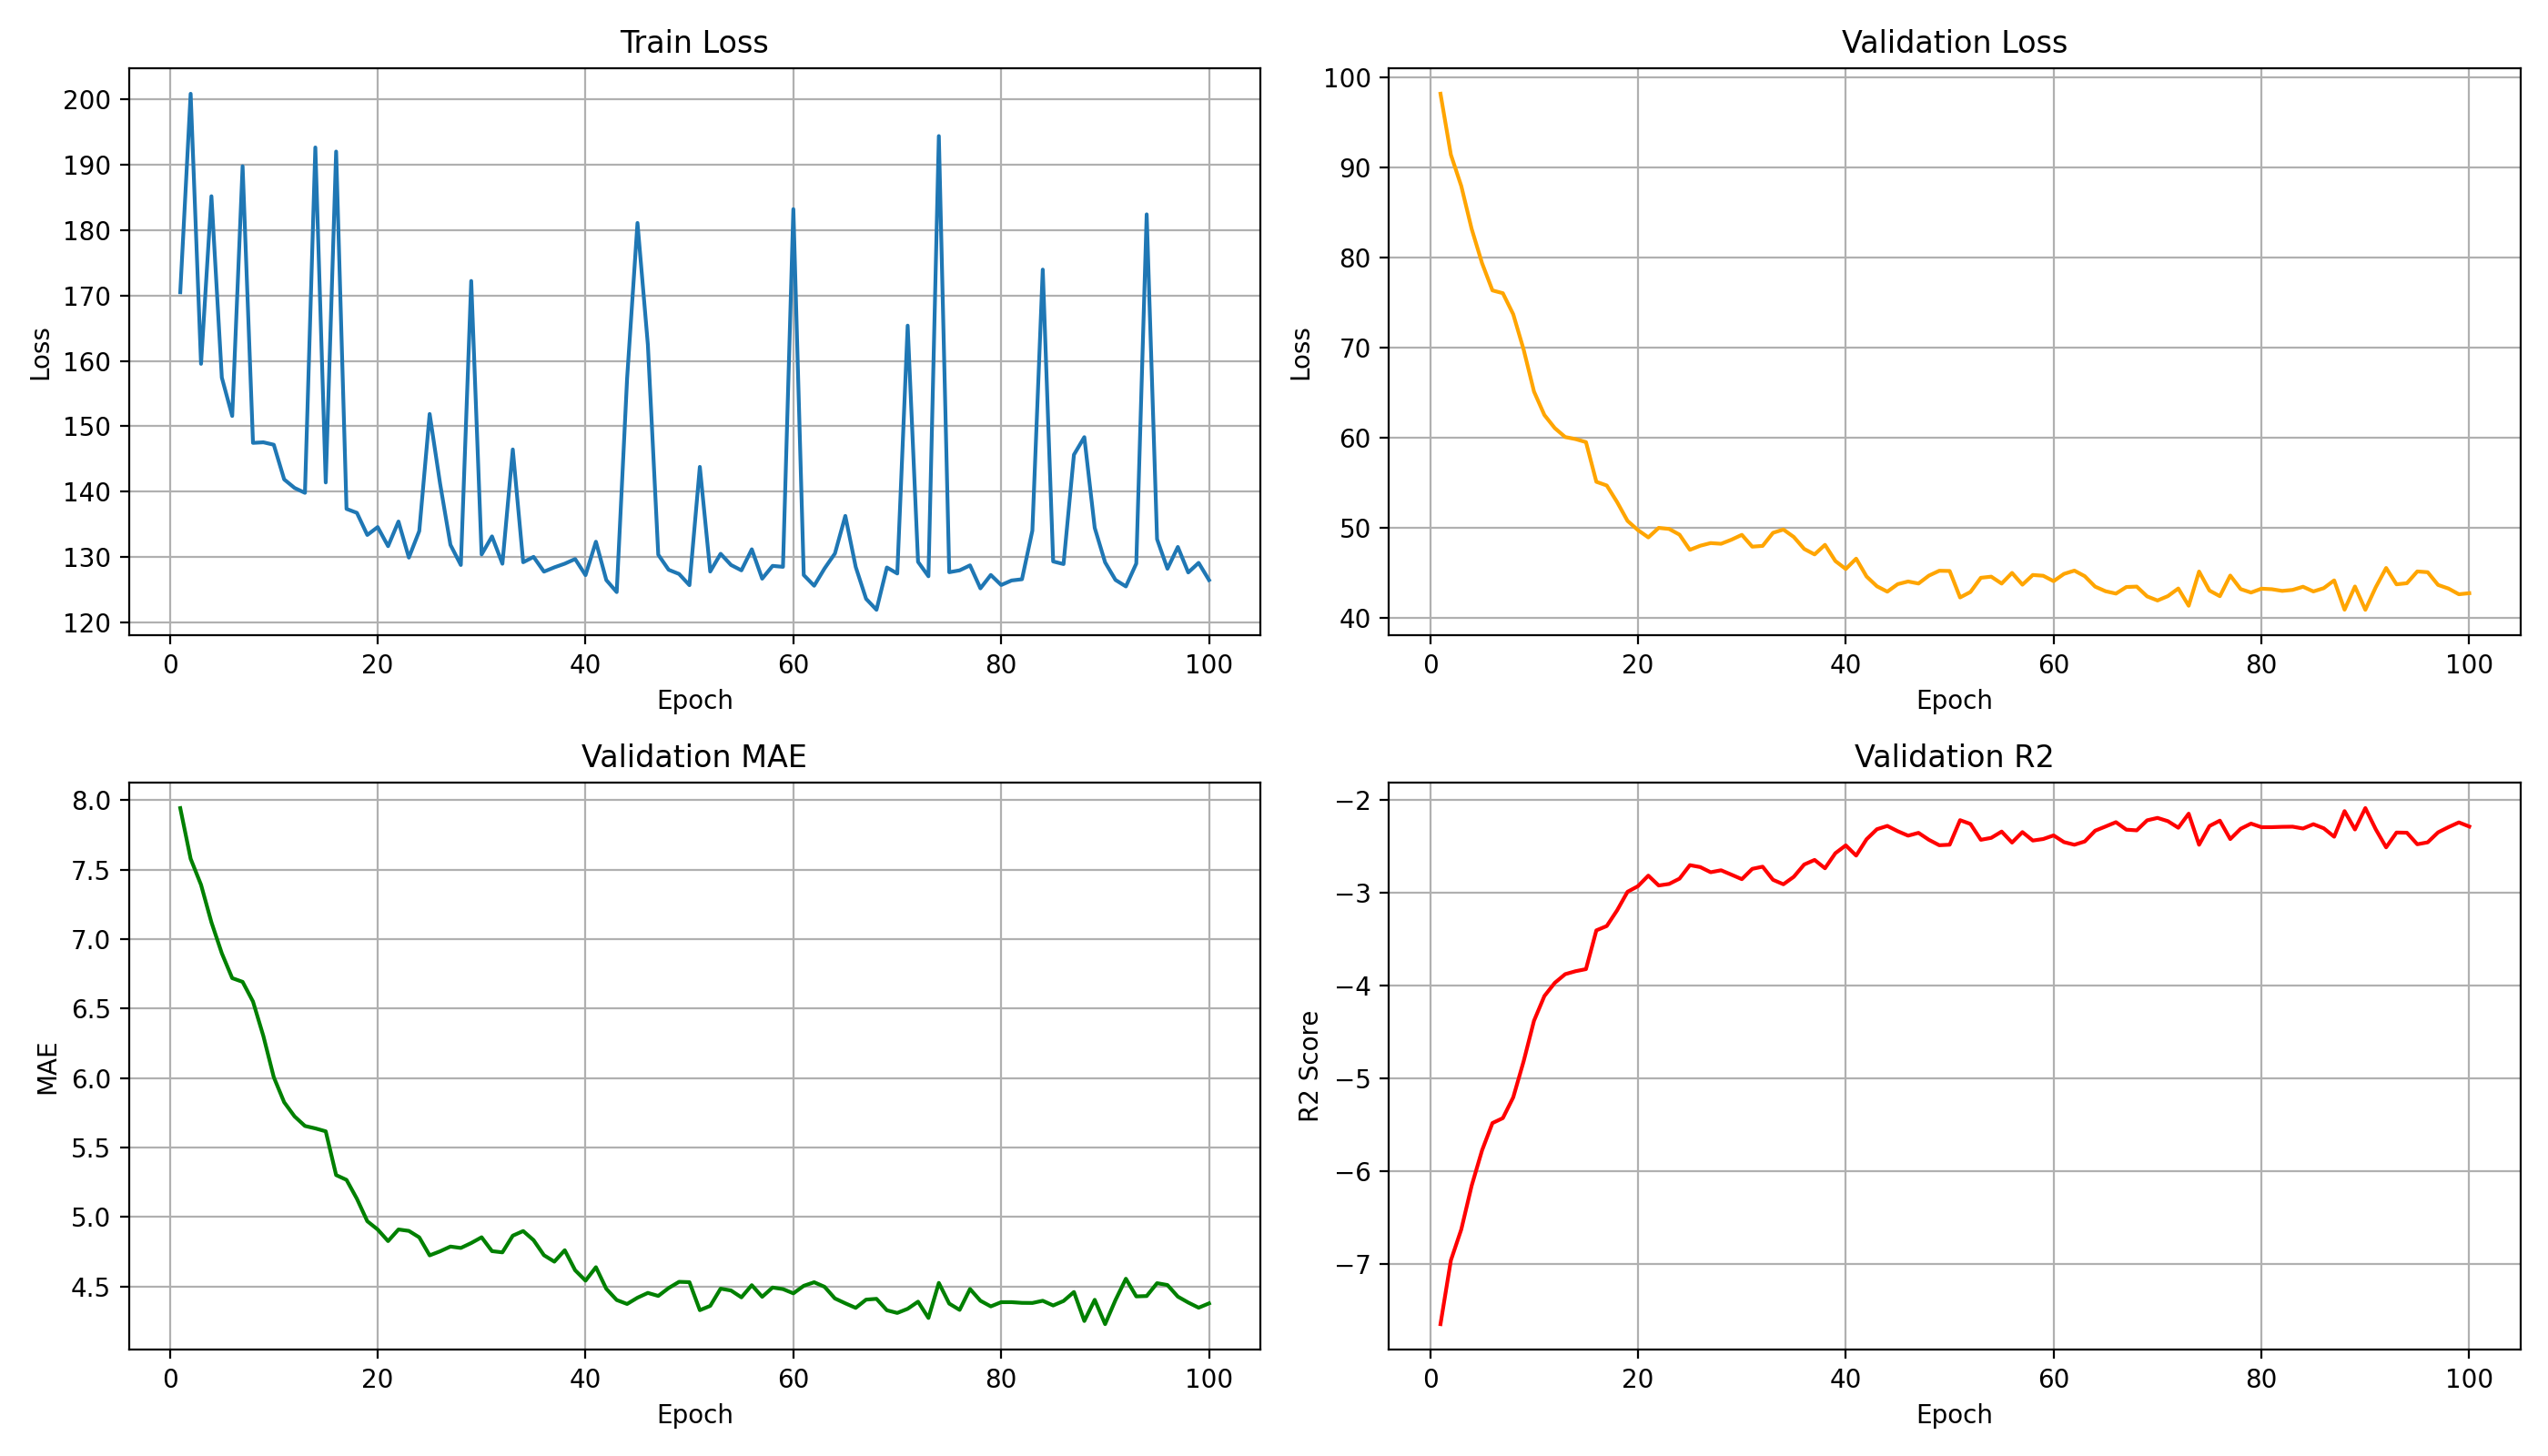 Train Loss
Loss
200
190
180
170
160
150
140
130
120
0 20 40 60 80 100
Epoch
Validation Loss
Loss
100
90
80
70
60
50
40
0 20 40 60 80 100
Epoch
Validation MAE
MAE
8.0
7.5
7.0
6.5
6.0
5.5
5.0
4.5
0 20 40 60 80 100
Epoch
Validation R2
R2 Score
−2
−3
−4
−5
−6
−7
0 20 40 60 80 100
Epoch